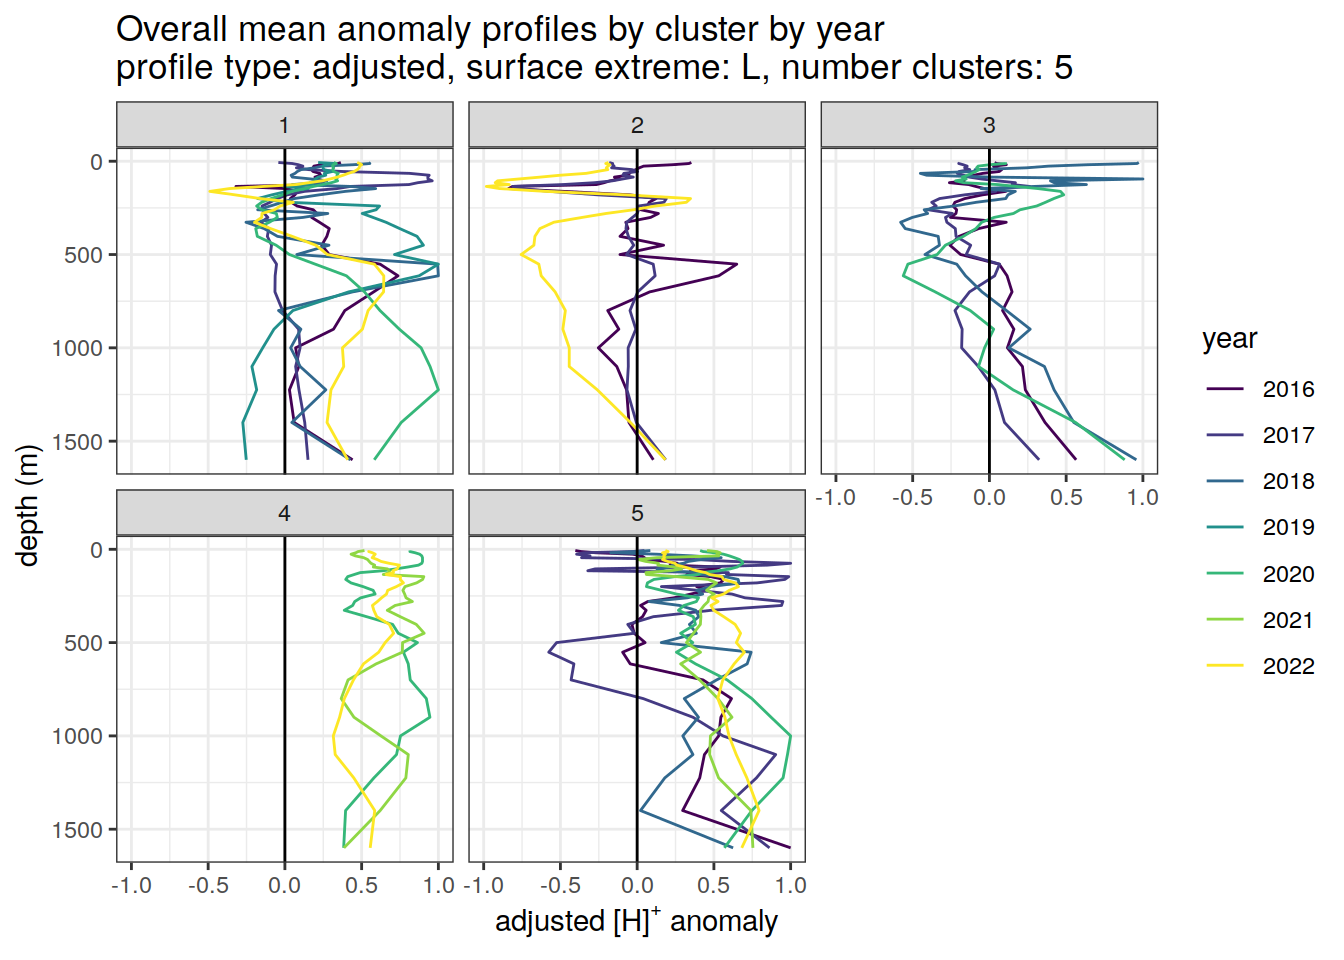 Overall mean anomaly profiles by cluster by year
profile type: adjusted, surface extreme: L, number clusters: 5
1
2
3
0
500
1000
1500
-1.0 -0.5 0.0 0.5 1.0
4
5
0
500
1000
1500
-1.0 -0.5 0.0 0.5 1.0
-1.0 -0.5 0.0 0.5 1.0
depth (m)
adjusted [H]⁺ anomaly
year
2016
2017
2018
2019
2020
2021
2022